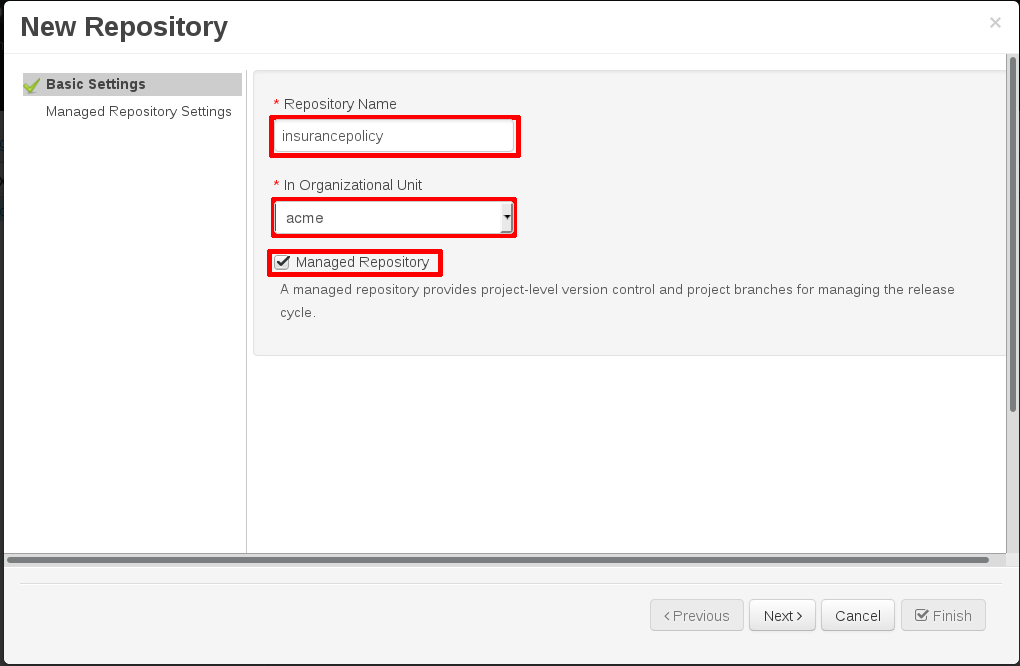 New Repository
×
Basic Settings
Managed Repository Settings
* Repository Name
insurancepolicy
* In Organizational Unit
acme
Managed Repository
A managed repository provides project-level version control and project branches for managing the release
cycle.
Previous
Next
Cancel
Finish